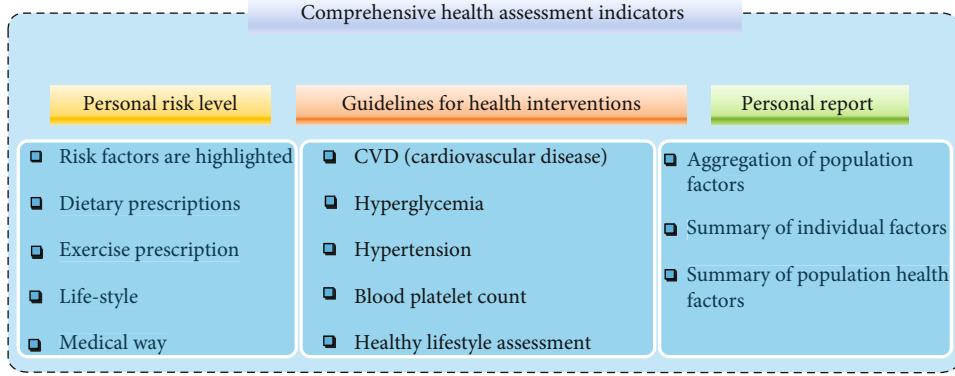 Comprehensive health assessment indicators
Personal risk level
Risk factors are highlighted
Dietary prescriptions
Exercise prescription
Life-style
Medical way
Guidelines for health interventions
CVD (cardiovascular disease)
Hyperglycemia
Hypertension
Blood platelet count
Healthy lifestyle assessment
Personal report
Aggregation of population
factors
Summary of individual factors
Summary of population health
factors